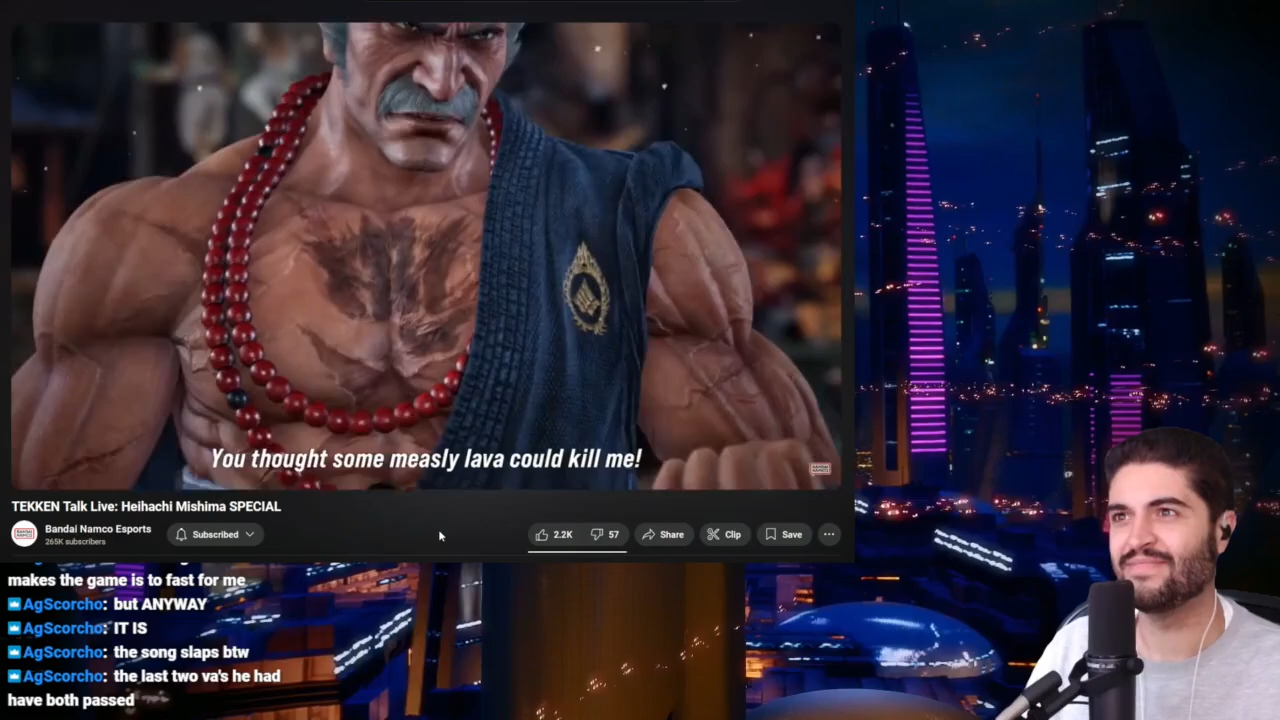 You thought some measly lava could kill me!
BANDAI
NAMCO
TEKKEN Talk Live: Heihachi Mishima SPECIAL
Bandai Namco Esports
265K subscribers
Subscribed
2.2K
57
Share
Clip
Save
makes the game is to fast for me
AgScorcho: but ANYWAY
AgScorcho: IT IS
AgScorcho: the song slaps btw
AgScorcho: the last two va's he had
have both passed